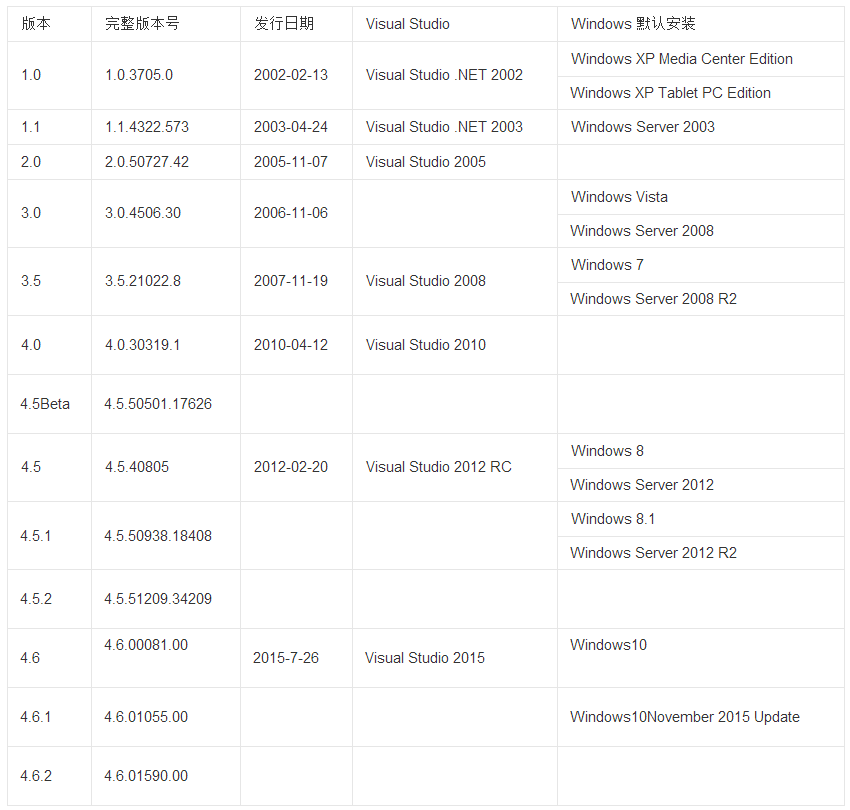 版本 完整版本号 发行日期 Visual Studio Windows 默认安装
1.0 1.0.3705.0 2002-02-13 Visual Studio .NET 2002 Windows XP Media Center Edition
Windows XP Tablet PC Edition
1.1 1.1.4322.573 2003-04-24 Visual Studio .NET 2003 Windows Server 2003
2.0 2.0.50727.42 2005-11-07 Visual Studio 2005
3.0 3.0.4506.30 2006-11-06 Windows Vista
Windows Server 2008
3.5 3.5.21022.8 2007-11-19 Visual Studio 2008 Windows 7
Windows Server 2008 R2
4.0 4.0.30319.1 2010-04-12 Visual Studio 2010
4.5Beta 4.5.50501.17626
4.5 4.5.40805 2012-02-20 Visual Studio 2012 RC Windows 8
Windows Server 2012
4.5.1 4.5.50938.18408 Windows 8.1
Windows Server 2012 R2
4.5.2 4.5.51209.34209
4.6 4.6.00081.00 2015-7-26 Visual Studio 2015 Windows10
4.6.1 4.6.01055.00 Windows10November 2015 Update
4.6.2 4.6.01590.00